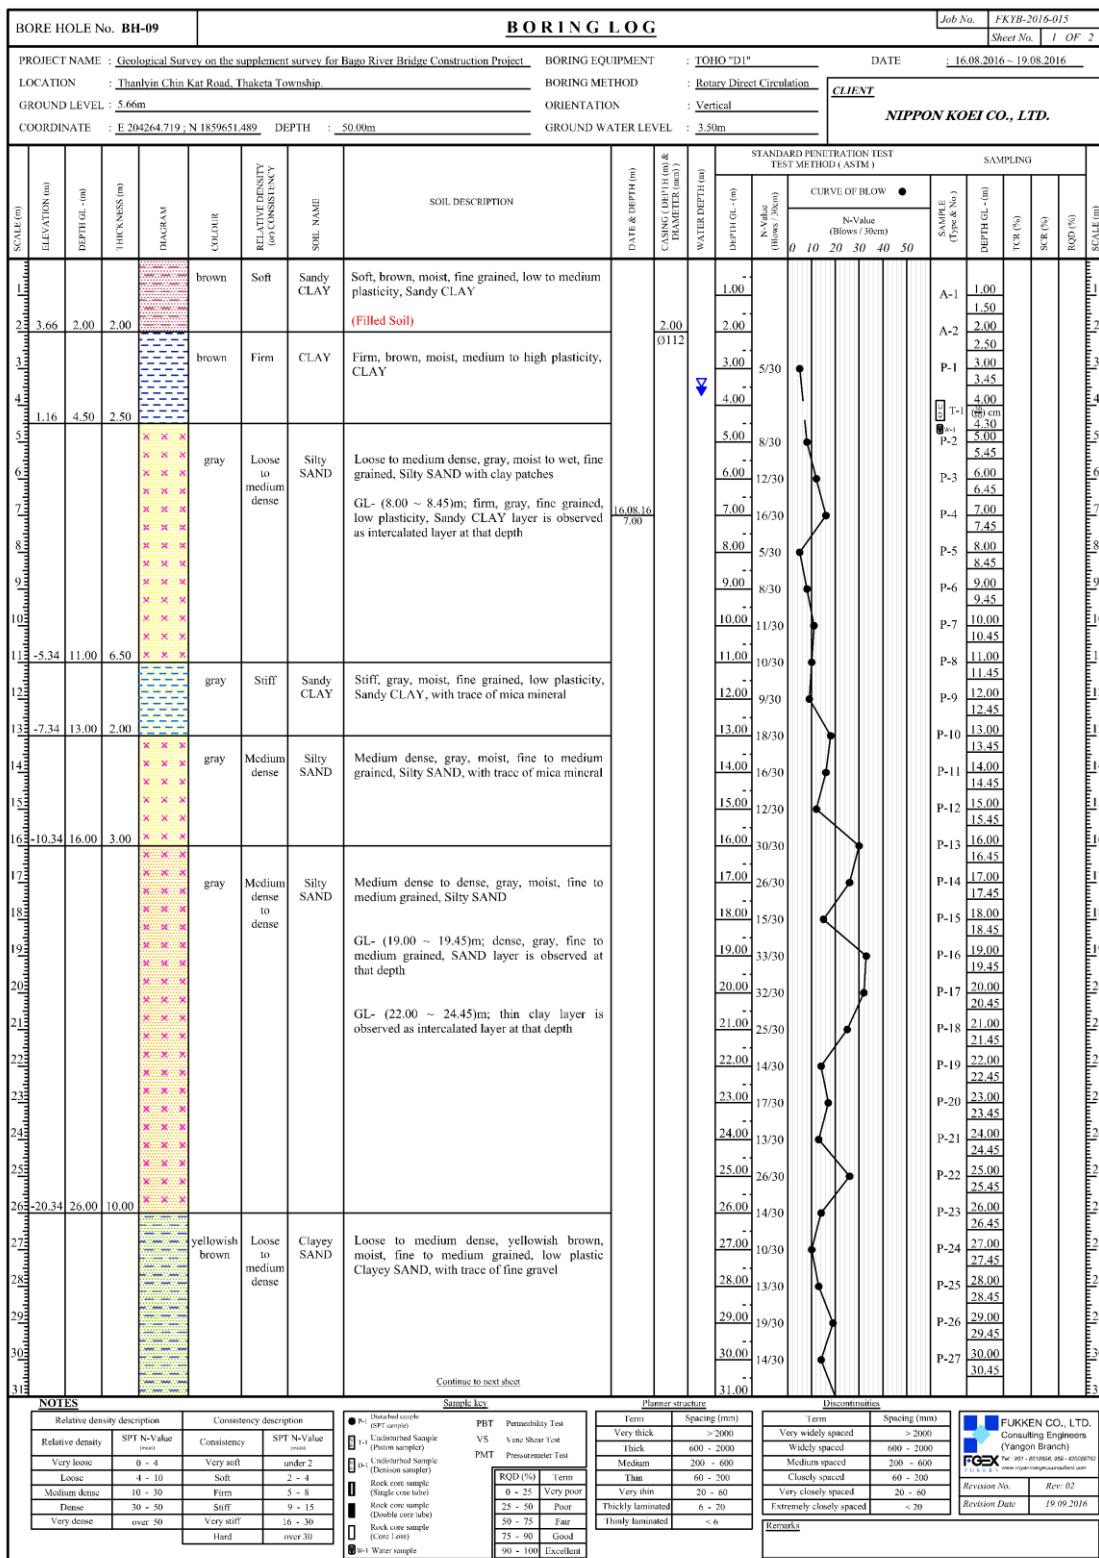 BORE HOLE No. BH-09
BORING LOG
Job No. FKYB-2016-015
Sheet No. 1 OF 2
PROJECT NAME : Geological Survey on the supplement survey for Bago River Bridge Construction Project
BORING EQUIPMENT : TOHO "D1"
DATE : 16.08.2016 ~ 19.08.2016
LOCATION : Thanlyin Chin Kat Road, Thaketa Township.
BORING METHOD : Rotary Direct Circulation
GROUND LEVEL : 5.66m
ORIENTATION : Vertical
COORDINATE : E 204264.719 ; N 1859651.489 DEPTH : 50.00m
GROUND WATER LEVEL : 3.50m
CLIENT
NIPPON KOEI CO., LTD.
SCALE (m)
ELEVATION (m)
DEPTH GL - (m)
THICKNESS (m)
DIAGRAM
COLOUR
RELATIVE DENSITY (or) CONSISTENCY
SOIL NAME
SOIL DESCRIPTION
DATE & DEPTH (m)
CASING ( DEPTH (m) & DIAMETER (mm) )
WATER DEPTH (m)
STANDARD PENETRATION TEST
TEST METHOD ( ASTM )
DEPTH GL - (m)
N-Value (Blows / 30cm)
CURVE OF BLOW
N-Value
(Blows / 30cm)
0 10 20 30 40 50
SAMPLING
SAMPLE (Type & No.)
DEPTH GL - (m)
TCR (%)
SCR (%)
RQD (%)
SCALE (m)
3.66 2.00 2.00 brown Soft Sandy CLAY
Soft, brown, moist, fine grained, low to medium
plasticity, Sandy CLAY
(Filled Soil)
2.00
Ø112
1.16 4.50 2.50 brown Firm CLAY
Firm, brown, moist, medium to high plasticity,
CLAY
-5.34 11.00 6.50 gray Loose to medium dense Silty SAND
Loose to medium dense, gray, moist to wet, fine
grained, Silty SAND with clay patches
GL- (8.00 ~ 8.45)m; firm, gray, fine grained,
low plasticity, Sandy CLAY layer is observed
as intercalated layer at that depth
16.08.16
7.00
-7.34 13.00 2.00 gray Stiff Sandy CLAY
Stiff, gray, moist, fine grained, low plasticity,
Sandy CLAY, with trace of mica mineral
-10.34 16.00 3.00 gray Medium dense Silty SAND
Medium dense, gray, moist, fine to medium
grained, Silty SAND, with trace of mica mineral
-20.34 26.00 10.00 gray Medium dense to dense Silty SAND
Medium dense to dense, gray, moist, fine to
medium grained, Silty SAND
GL- (19.00 ~ 19.45)m; dense, gray, fine to
medium grained, SAND layer is observed at
that depth
GL- (22.00 ~ 24.45)m; thin clay layer is
observed as intercalated layer at that depth
yellowish brown Loose to medium dense Clayey SAND
Loose to medium dense, yellowish brown,
moist, fine to medium grained, low plastic
Clayey SAND, with trace of fine gravel
Continue to next sheet
1 1.00 A-1 1.00 1.50
2 2.00 A-2 2.00 2.50
3 3.00 5/30 P-1 3.00 3.45
4 4.00 T-1 4.00 cm 4.30
W-1
5 5.00 8/30 P-2 5.00 5.45
6 6.00 12/30 P-3 6.00 6.45
7 7.00 16/30 P-4 7.00 7.45
8 8.00 5/30 P-5 8.00 8.45
9 9.00 8/30 P-6 9.00 9.45
10 10.00 11/30 P-7 10.00 10.45
11 11.00 10/30 P-8 11.00 11.45
12 12.00 9/30 P-9 12.00 12.45
13 13.00 18/30 P-10 13.00 13.45
14 14.00 16/30 P-11 14.00 14.45
15 15.00 12/30 P-12 15.00 15.45
16 16.00 30/30 P-13 16.00 16.45
17 17.00 26/30 P-14 17.00 17.45
18 18.00 15/30 P-15 18.00 18.45
19 19.00 33/30 P-16 19.00 19.45
20 20.00 32/30 P-17 20.00 20.45
21 21.00 25/30 P-18 21.00 21.45
22 22.00 14/30 P-19 22.00 22.45
23 23.00 17/30 P-20 23.00 23.45
24 24.00 13/30 P-21 24.00 24.45
25 25.00 26/30 P-22 25.00 25.45
26 26.00 14/30 P-23 26.00 26.45
27 27.00 10/30 P-24 27.00 27.45
28 28.00 13/30 P-25 28.00 28.45
29 29.00 19/30 P-26 29.00 29.45
30 30.00 14/30 P-27 30.00 30.45
31 31.00
NOTES
Relative density description Consistency description
Relative density SPT N-Value Consistency SPT N-Value
Very loose 0 - 4 Very soft under 2
Loose 4 - 10 Soft 2 - 4
Medium dense 10 - 30 Firm 5 - 8
Dense 30 - 50 Stiff 9 - 15
Very dense over 50 Very stiff 16 - 30
Hard over 30
Sample key
P-1 Disturbed sample (SPT sample)
T-1 Undisturbed Sample (Piston sampler)
D-1 Undisturbed Sample (Denison sampler)
Rock core sample (Single core tube)
Rock core sample (Double core tube)
Rock core sample (Core Loss)
W-1 Water sample
PBT Permeability Test
VS Vane Shear Test
PMT Pressuremeter Test
RQD (%) Term
0 - 25 Very poor
25 - 50 Poor
50 - 75 Fair
75 - 90 Good
90 - 100 Excellent
Planner structure
Term Spacing (mm)
Very thick > 2000
Thick 600 - 2000
Medium 200 - 600
Thin 60 - 200
Very thin 20 - 60
Thickly laminated 6 - 20
Thinly laminated < 6
Discontinuities
Term Spacing (mm)
Very widely spaced > 2000
Widely spaced 600 - 2000
Medium spaced 200 - 600
Closely spaced 60 - 200
Very closely spaced 20 - 60
Extremely closely spaced < 20
Remarks
FUKKEN CO., LTD.
Consulting Engineers
(Yangon Branch)
FGEX
FUKKEN
Revision No. Rev: 02
Revision Date 19.09.2016